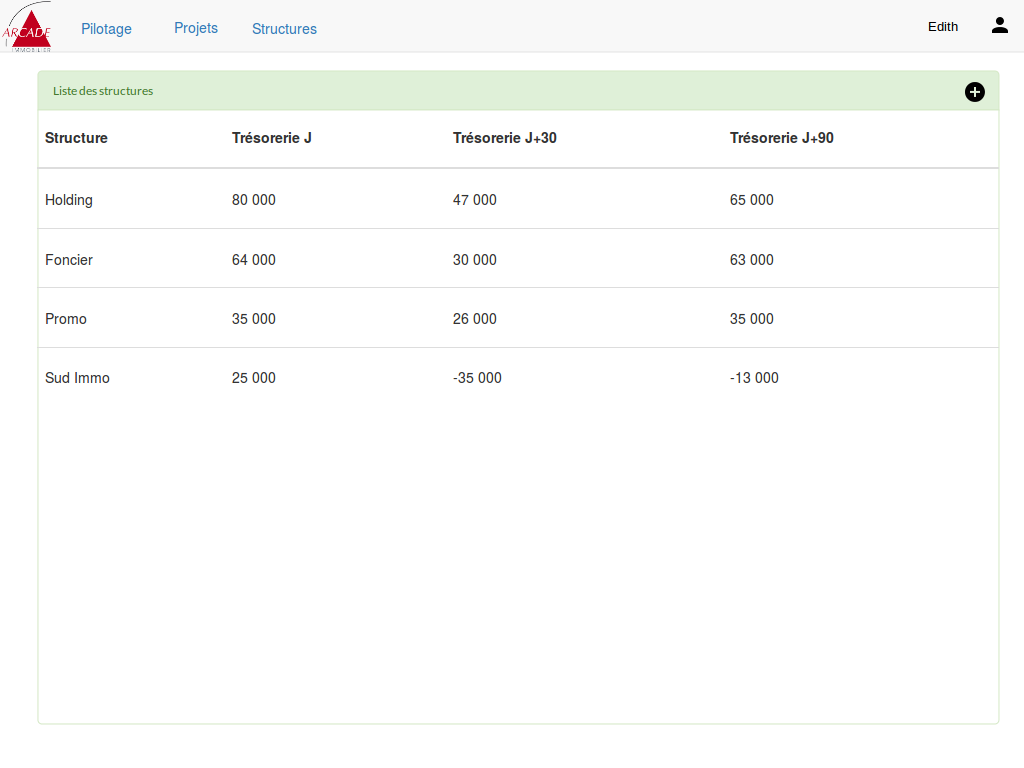 ARCADE
IMMOBILIER
Pilotage Projets Structures Edith
Liste des structures
Structure Trésorerie J Trésorerie J+30 Trésorerie J+90
Holding 80 000 47 000 65 000
Foncier 64 000 30 000 63 000
Promo 35 000 26 000 35 000
Sud Immo 25 000 -35 000 -13 000